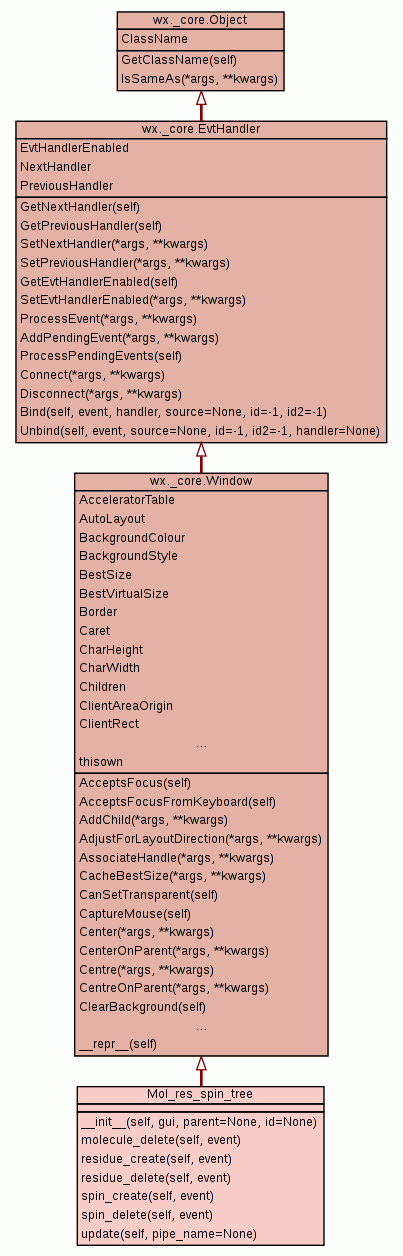 wx._core.Object
ClassName
GetClassName(self)
IsSameAs(*args, **kwargs)
wx._core.EvtHandler
EvtHandlerEnabled
NextHandler
PreviousHandler
GetNextHandler(self)
GetPreviousHandler(self)
SetNextHandler(*args, **kwargs)
SetPreviousHandler(*args, **kwargs)
GetEvtHandlerEnabled(self)
SetEvtHandlerEnabled(*args, **kwargs)
ProcessEvent(*args, **kwargs)
AddPendingEvent(*args, **kwargs)
ProcessPendingEvents(self)
Connect(*args, **kwargs)
Disconnect(*args, **kwargs)
Bind(self, event, handler, source=None, id=-1, id2=-1)
Unbind(self, event, source=None, id=-1, id2=-1, handler=None)
wx._core.Window
AcceleratorTable
AutoLayout
BackgroundColour
BackgroundStyle
BestSize
BestVirtualSize
Border
Caret
CharHeight
CharWidth
Children
ClientAreaOrigin
ClientRect
...
thisown
AcceptsFocus(self)
AcceptsFocusFromKeyboard(self)
AddChild(*args, **kwargs)
AdjustForLayoutDirection(*args, **kwargs)
AssociateHandle(*args, **kwargs)
CacheBestSize(*args, **kwargs)
CanSetTransparent(self)
CaptureMouse(self)
Center(*args, **kwargs)
CenterOnParent(*args, **kwargs)
Centre(*args, **kwargs)
CentreOnParent(*args, **kwargs)
ClearBackground(self)
...
__repr__(self)
Mol_res_spin_tree
__init__(self, gui, parent=None, id=None)
molecule_delete(self, event)
residue_create(self, event)
residue_delete(self, event)
spin_create(self, event)
spin_delete(self, event)
update(self, pipe_name=None)